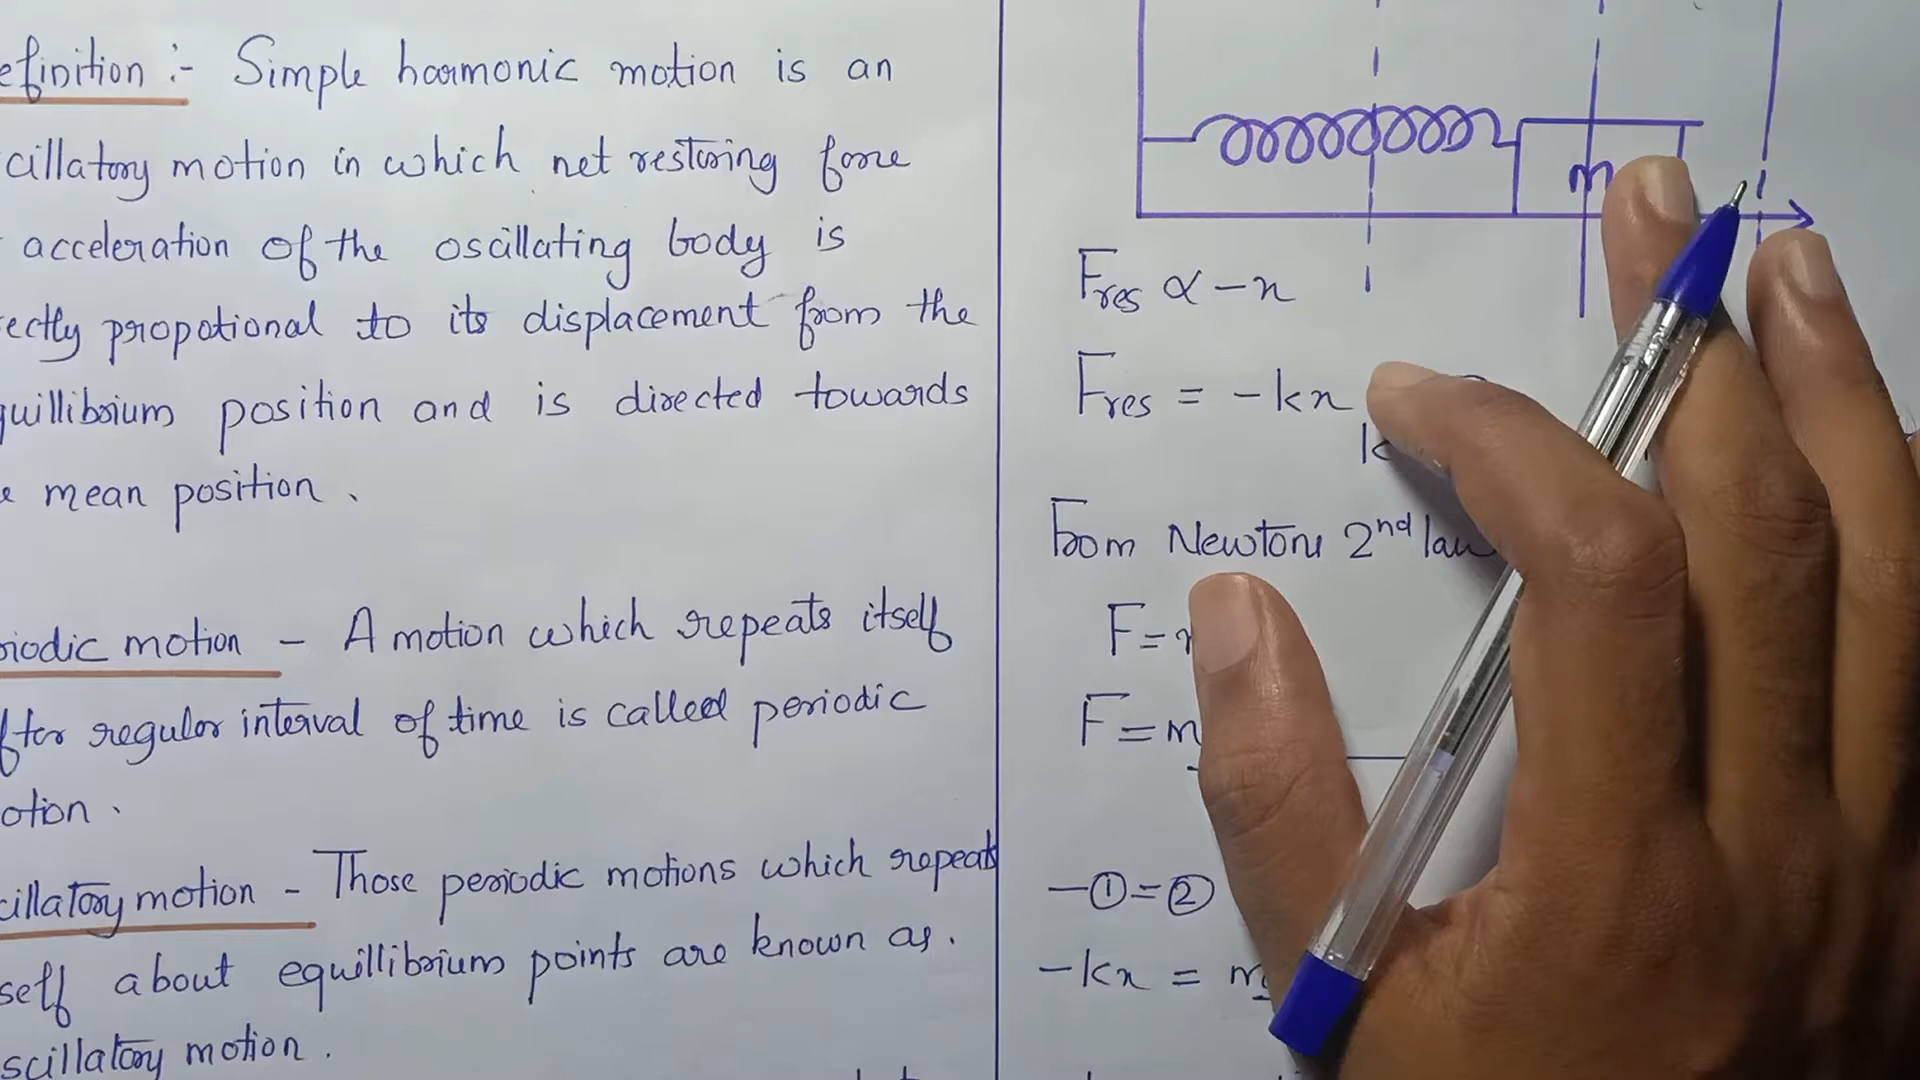 efinition :- Simple harmonic motion is an
cillatory motion in which net restoring force
acceleration of the oscillating body is
ectly propotional to its displacement from the
quillibrium position and is directed towards
e mean position.
riodic motion - A motion which repeats itself
fter regular interval of time is called periodic
otion.
cillatory motion - Those periodic motions which repeats
self about equillibrium points are known as.
scillatory motion.
m
Fres ∝ -x
Fres = -kx
k
From Newtons 2nd law
F=
F=m
-①=②
-kx = m